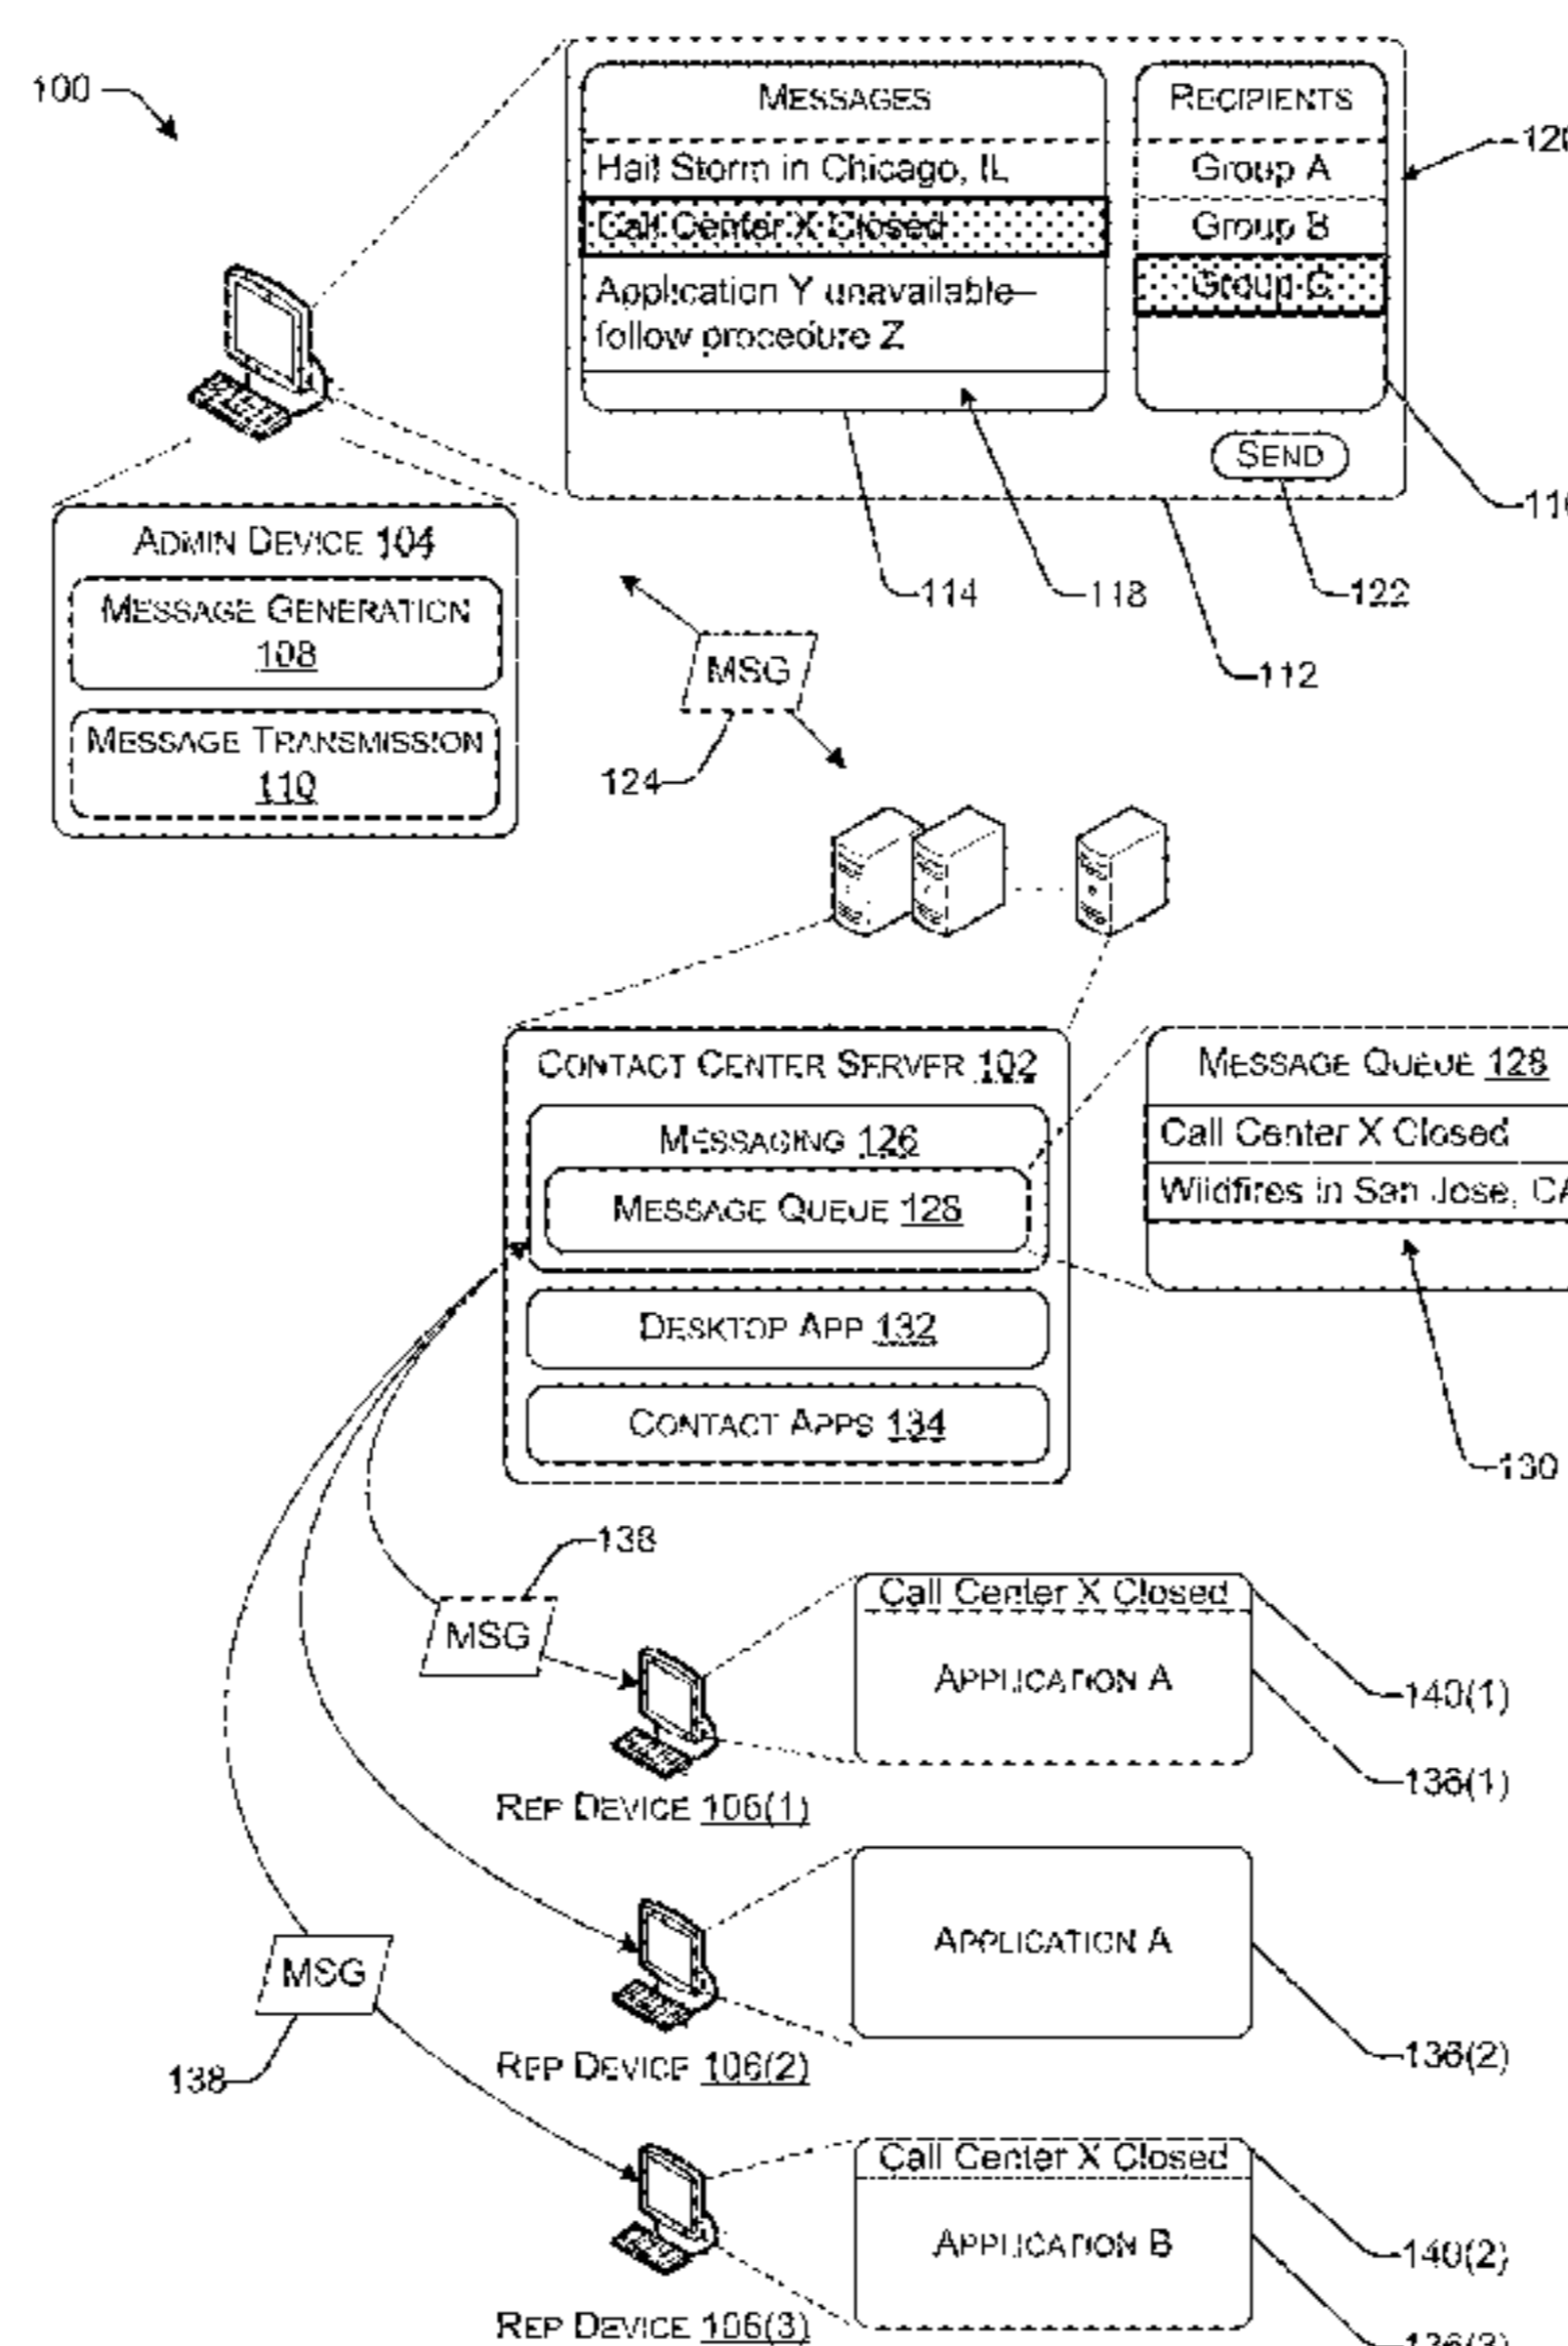 100
MESSAGES
Hail Storm in Chicago, IL
Call Center X Closed
Application Y unavailable–
follow procedure Z
RECIPIENTS
Group A
Group B
Group C
SEND
120
116
114
118
122
112
ADMIN DEVICE 104
MESSAGE GENERATION
108
MESSAGE TRANSMISSION
110
MSG
124
CONTACT CENTER SERVER 102
MESSAGING 126
MESSAGE QUEUE 128
DESKTOP APP 132
CONTACT APPS 134
MESSAGE QUEUE 128
Call Center X Closed
Wildfires in San Jose, CA
130
138
MSG
Call Center X Closed
APPLICATION A
140(1)
136(1)
REP DEVICE 106(1)
APPLICATION A
136(2)
REP DEVICE 106(2)
MSG
138
Call Center X Closed
APPLICATION B
140(2)
136(3)
REP DEVICE 106(3)